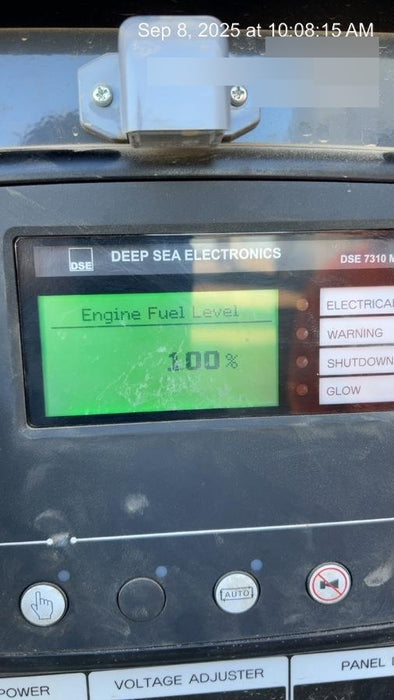 Sep 8, 2025 at 10:08:15 AM
DSE
DEEP SEA ELECTRONICS
DSE 7310 M
Engine Fuel Level
100 %
ELECTRICAL
WARNING
SHUTDOWN
GLOW
AUTO
POWER
VOLTAGE ADJUSTER
PANEL